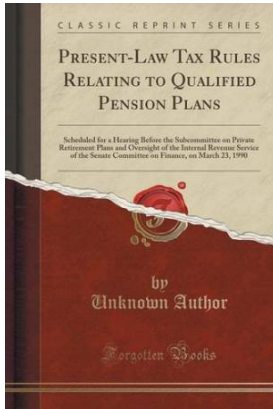 CLASSIC REPRINT SERIES
PRESENT-LAW TAX RULES
RELATING TO QUALIFIED
PENSION PLANS
Scheduled for a Hearing Before the Subcommittee on Private
Retirement Plans and Oversight of the Internal Revenue Service
of the Senate Committee on Finance, on March 23, 1990
by
Unknown Author
Forgotten Books